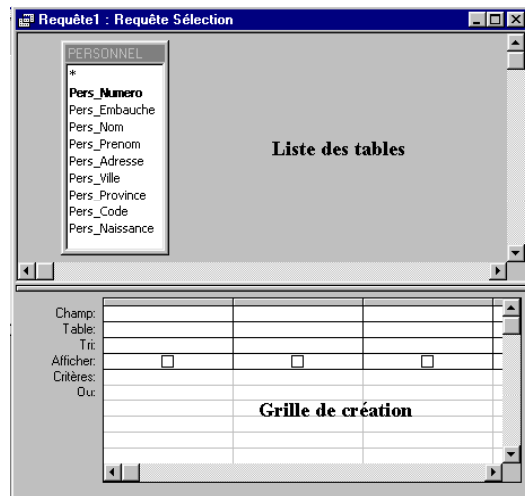 Requête1 : Requête Sélection
PERSONNEL
*
Pers_Numero
Pers_Embauche
Pers_Nom
Pers_Prenom
Pers_Adresse
Pers_Ville
Pers_Province
Pers_Code
Pers_Naissance
Liste des tables
Champ:
Table:
Tri:
Afficher:
Critères:
Ou:
Grille de création